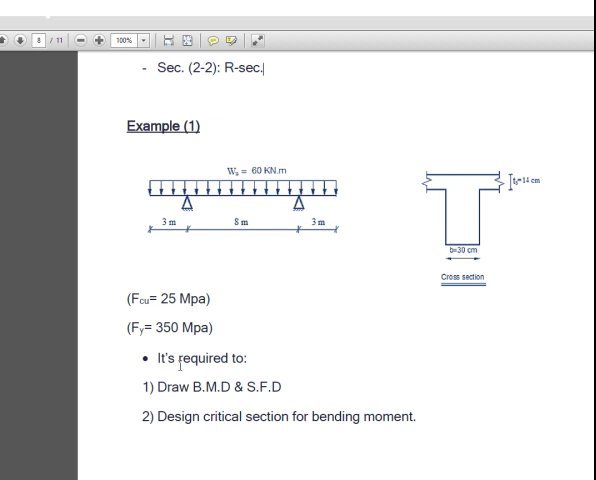 8 / 11 100%
- Sec. (2-2): R-sec.
Example (1)
Wu = 60 KN.m
ts=14 cm
3 m 8 m 3 m
b=30 cm
Cross section
(Fcu= 25 Mpa)
(Fy= 350 Mpa)
• It's required to:
1) Draw B.M.D & S.F.D
2) Design critical section for bending moment.